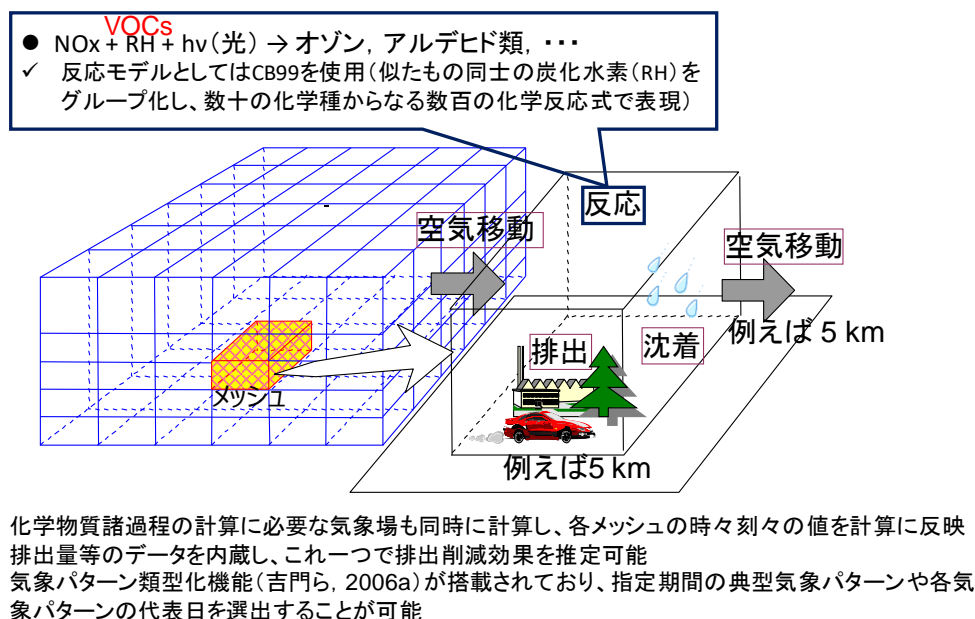 VOCs
● NOx + RH + hν(光) → オゾン, アルデヒド類, ・・・
✓ 反応モデルとしてはCB99を使用(似たもの同士の炭化水素(RH)を
グループ化し、数十の化学種からなる数百の化学反応式で表現)
反応
空気移動
空気移動
例えば 5 km
排出
沈着
メッシュ
例えば5 km
化学物質諸過程の計算に必要な気象場も同時に計算し、各メッシュの時々刻々の値を計算に反映
排出量等のデータを内蔵し、これ一つで排出削減効果を推定可能
気象パターン類型化機能(吉門ら, 2006a)が搭載されており、指定期間の典型気象パターンや各気
象パターンの代表日を選出することが可能